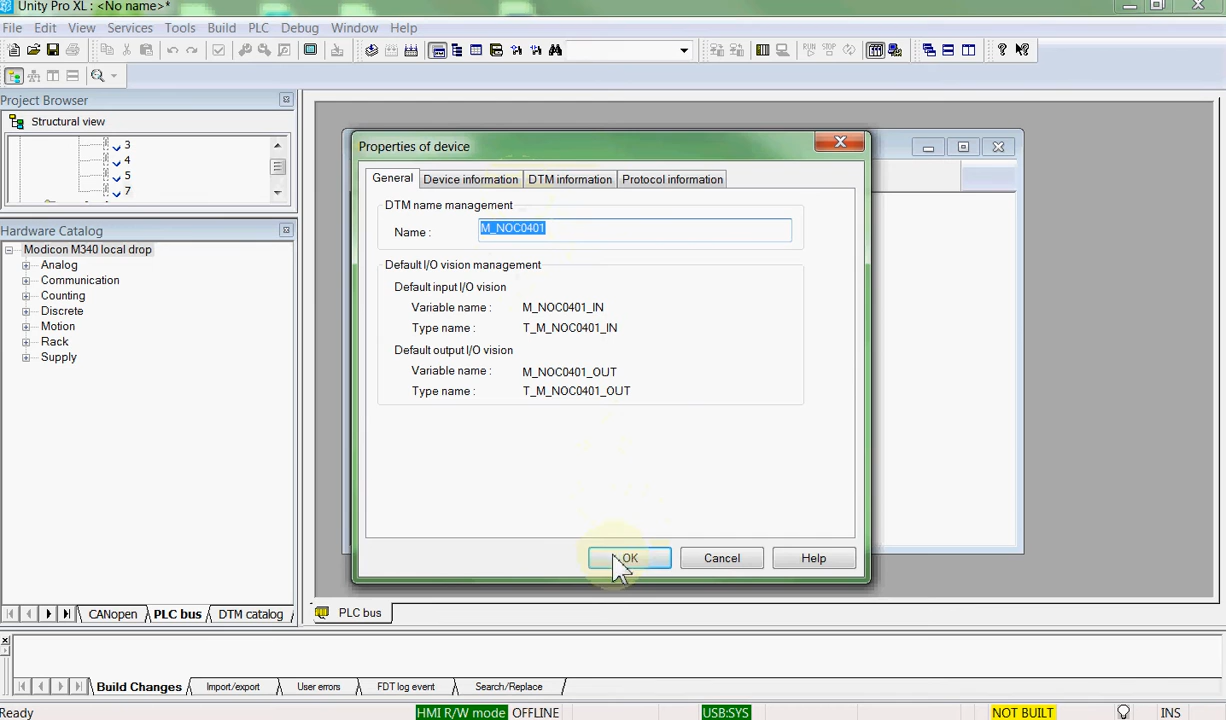 Unity Pro XL : <No name>*
File Edit View Services Tools Build PLC Debug Window Help
RUN STOP
Project Browser
Structural view
3
4
5
7
Hardware Catalog
Modicon M340 local drop
Analog
Communication
Counting
Discrete
Motion
Rack
Supply
CANopen PLC bus DTM catalog
Properties of device
General Device information DTM information Protocol information
DTM name management
Name : M_NOC0401
Default I/O vision management
Default input I/O vision
Variable name : M_NOC0401_IN
Type name : T_M_NOC0401_IN
Default output I/O vision
Variable name : M_NOC0401_OUT
Type name : T_M_NOC0401_OUT
OK Cancel Help
PLC bus
Build Changes Import/export User errors FDT log event Search/Replace
Ready HMI R/W mode OFFLINE USB:SYS NOT BUILT INS